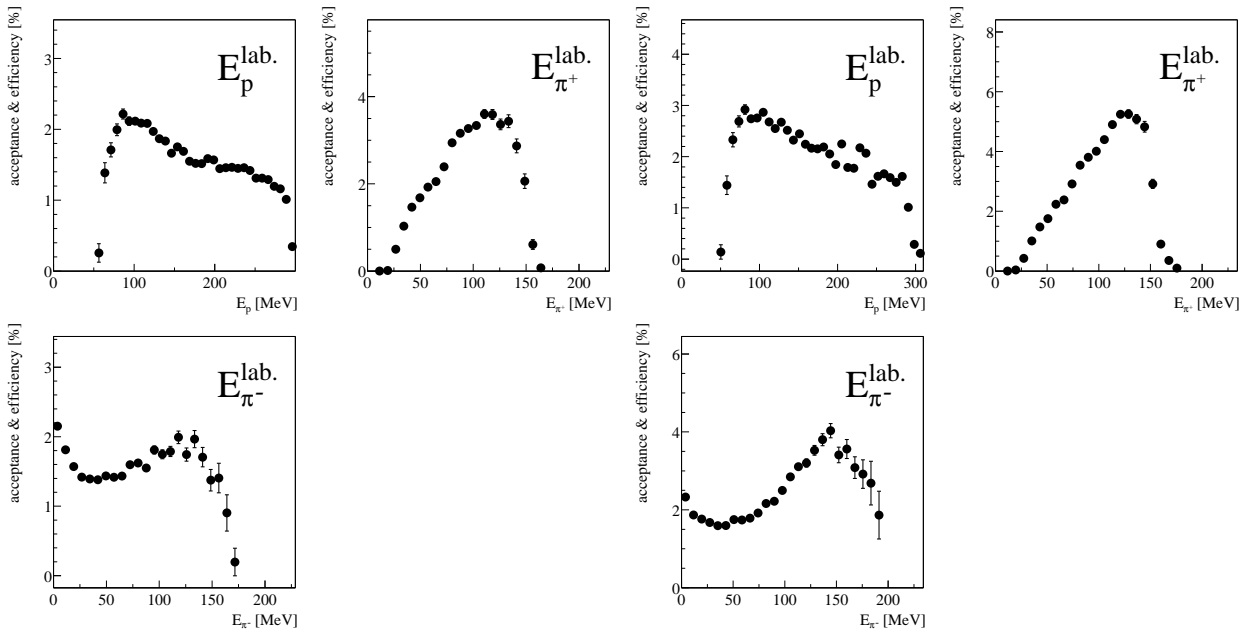 acceptance & efficiency [%]
3
2
1
0
E_p^lab.
100
200
E_p [MeV]
acceptance & efficiency [%]
4
2
0
E_π+^lab.
0
50
100
150
200
E_π+ [MeV]
acceptance & efficiency [%]
4
3
2
1
0
E_p^lab.
0
100
200
300
E_p [MeV]
acceptance & efficiency [%]
8
6
4
2
0
E_π+^lab.
0
50
100
150
200
E_π+ [MeV]
acceptance & efficiency [%]
3
2
1
0
E_π-^lab.
0
50
100
150
200
E_π- [MeV]
acceptance & efficiency [%]
6
4
2
0
E_π-^lab.
0
50
100
150
200
E_π- [MeV]